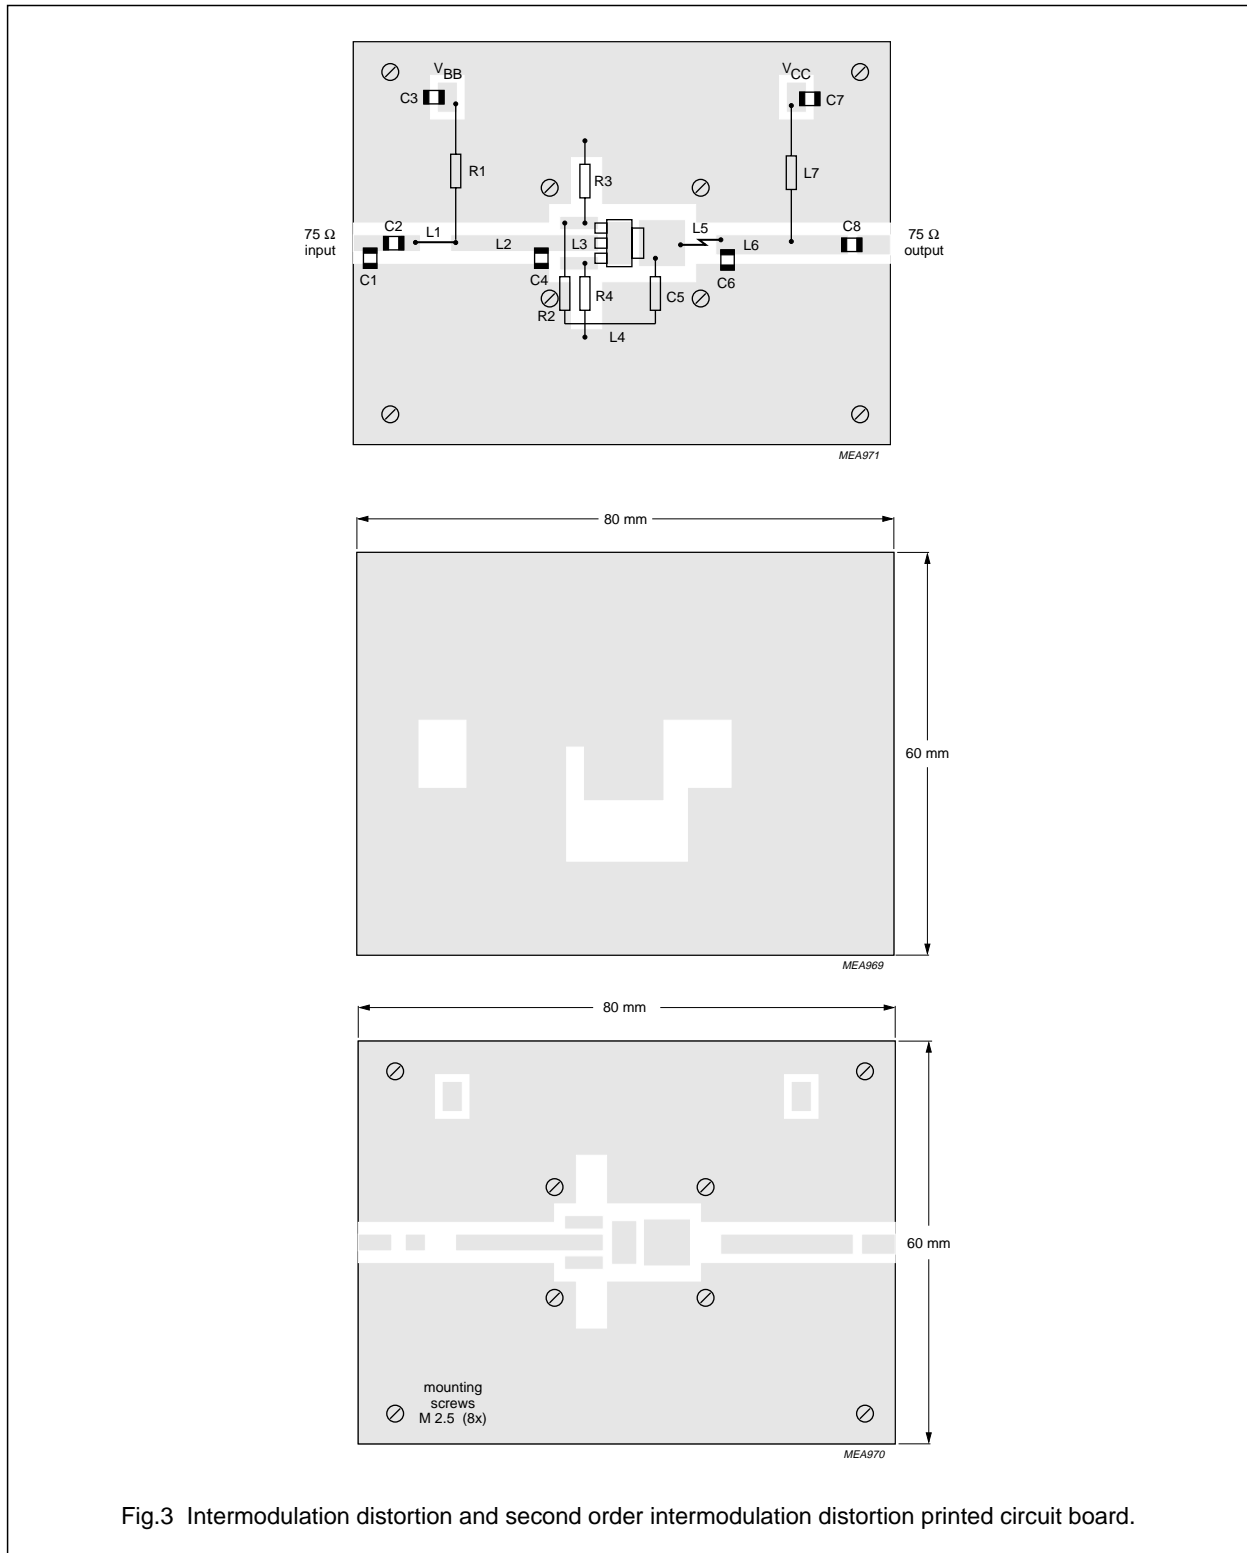 VBB
VCC
C3
C7
R1
R3
L7
75 Ω
input
C2
L1
L2
L3
L5
L6
C8
75 Ω
output
C1
C4
C6
R2
R4
C5
L4
MEA971
80 mm
60 mm
MEA969
80 mm
60 mm
mounting
screws
M 2.5 (8x)
MEA970
Fig.3 Intermodulation distortion and second order intermodulation distortion printed circuit board.